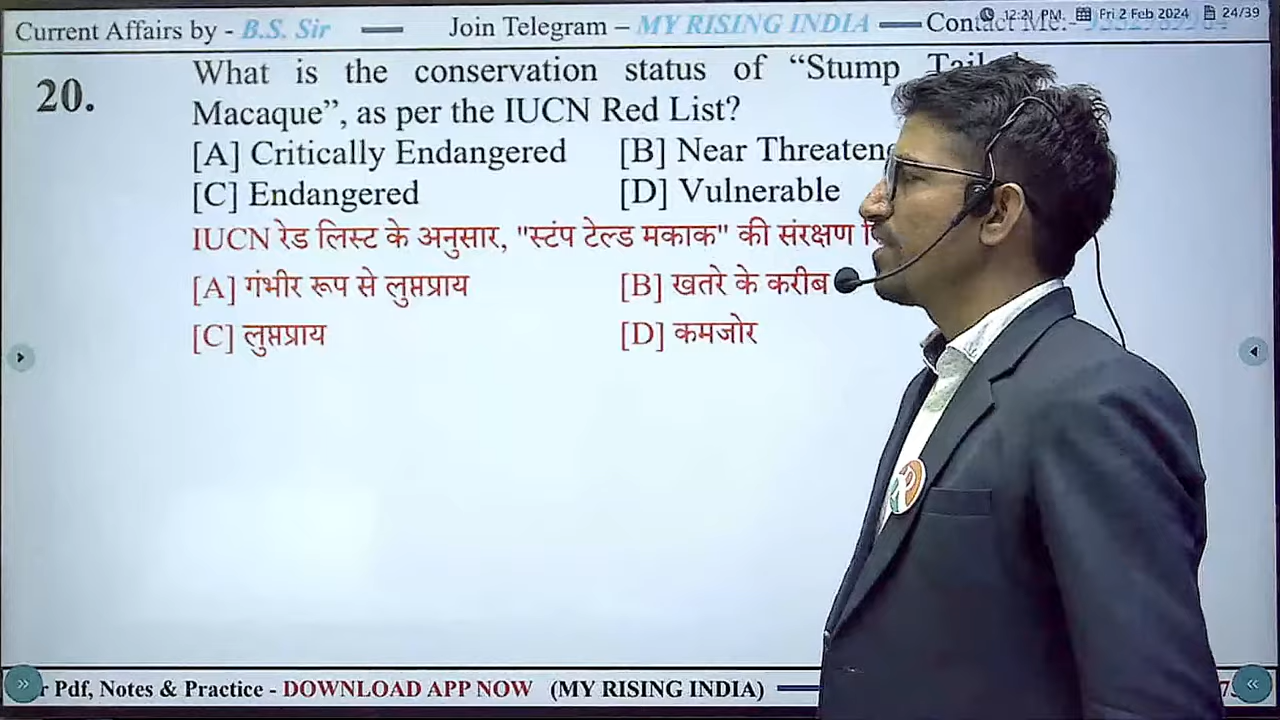 Current Affairs by - B.S. Sir — Join Telegram – MY RISING INDIA — Contact Me.-
12:21 PM Fri 2 Feb 2024 24/39
20.
What is the conservation status of “Stump Tailed
Macaque”, as per the IUCN Red List?
[A] Critically Endangered [B] Near
[C] Endangered [D] Vulnerable
IUCN रेड लिस्ट के अनुसार, "स्टंप टेल्ड मकाक" की संरक्षण
[A] गंभीर रूप से लुप्तप्राय [B] खतरे के करीब
[C] लुप्तप्राय [D] कमजोर
Pdf, Notes & Practice - DOWNLOAD APP NOW (MY RISING INDIA) —